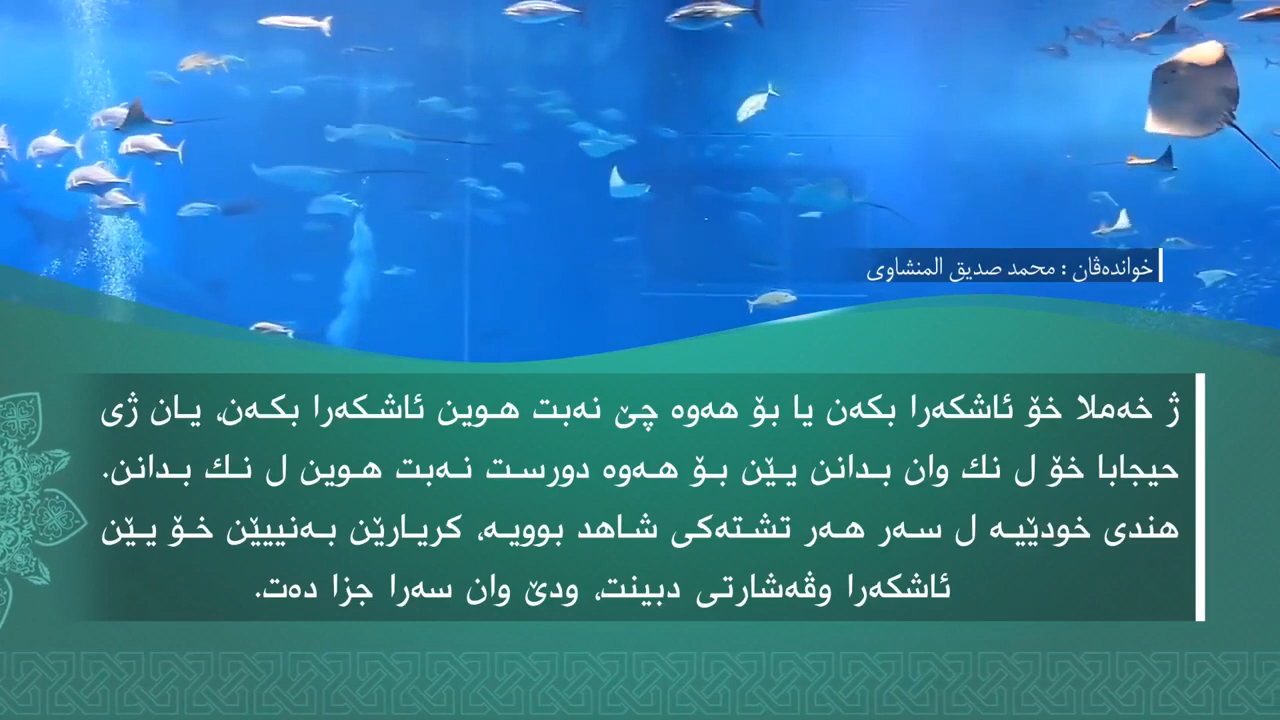 خواندەڤان : محمد صديق المنشاوی
ژ خەملا خۆ ئاشکەرا بکەن یا بۆ هەوە چێ نەبت هوین ئاشکەرا بکەن، یان ژی
حیجابا خۆ ل نك وان بدانن یێن بۆ هەوە دورست نەبت هوین ل نك بدانن.
هندی خودێیە ل سەر هەر تشتەکی شاهد بوویە، کریارێن بەنییێن خۆ یێن
ئاشکەرا وڤەشارتی دبینت، ودێ وان سەرا جزا دەت.